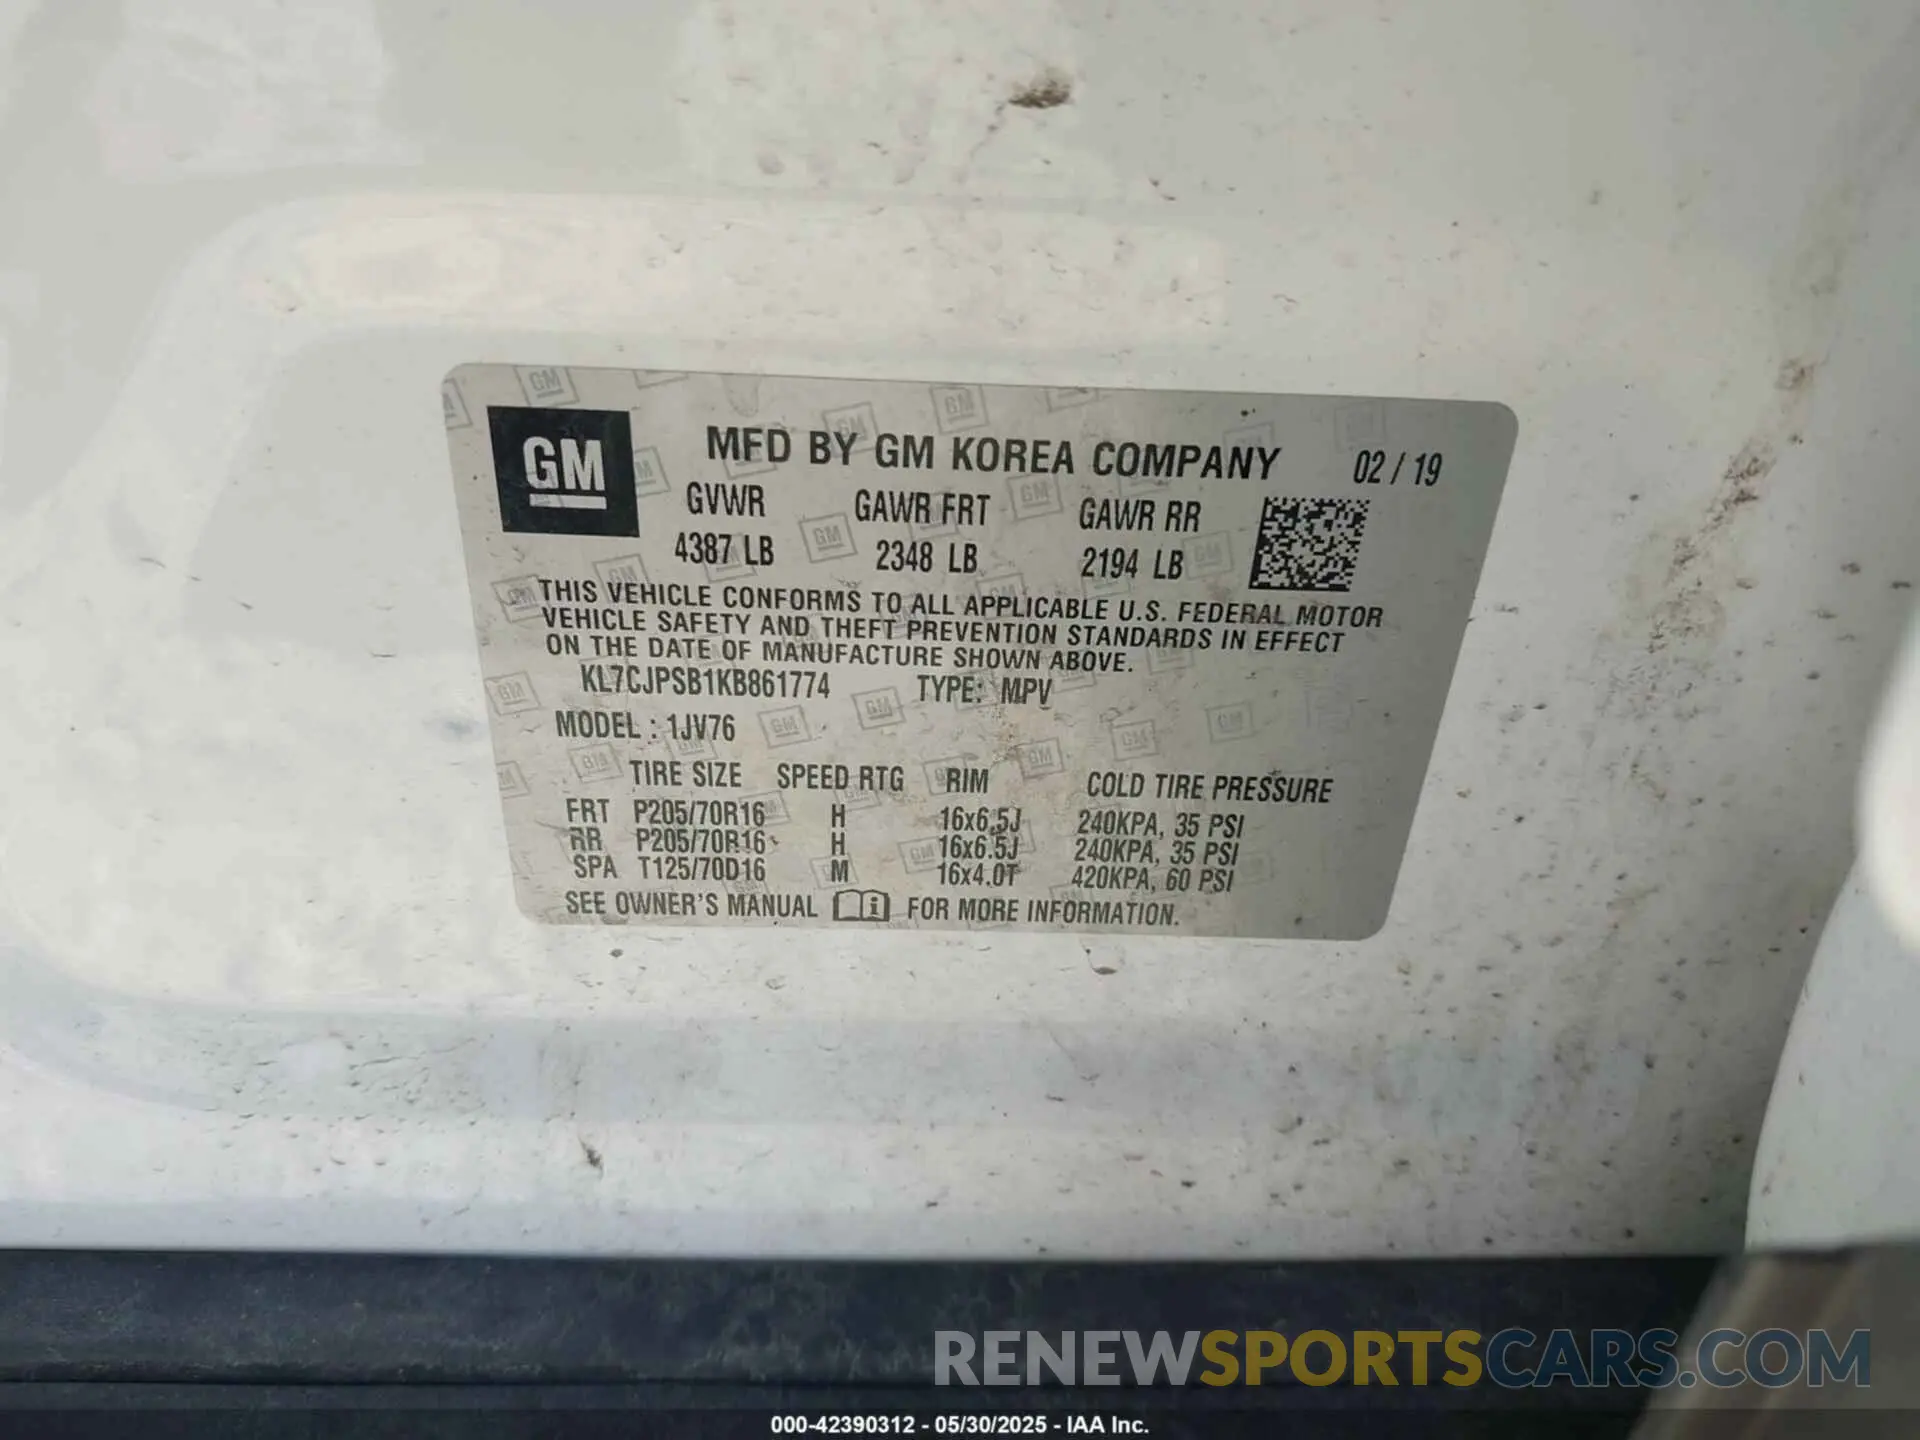 GM
MFD BY GM KOREA COMPANY 02 / 19
GVWR GAWR FRT GAWR RR
4387 LB 2348 LB 2194 LB
THIS VEHICLE CONFORMS TO ALL APPLICABLE U.S. FEDERAL MOTOR
VEHICLE SAFETY AND THEFT PREVENTION STANDARDS IN EFFECT
ON THE DATE OF MANUFACTURE SHOWN ABOVE.
KL7CJPSB1KB861774 TYPE: MPV
MODEL : 1JV76
TIRE SIZE SPEED RTG RIM COLD TIRE PRESSURE
FRT P205/70R16 H 16x6.5J 240KPA, 35 PSI
RR P205/70R16 H 16x6.5J 240KPA, 35 PSI
SPA T125/70D16 M 16x4.0T 420KPA, 60 PSI
SEE OWNER'S MANUAL i FOR MORE INFORMATION.
RENEWSPORTSCARS.COM
000-42390312 - 05/30/2025 - IAA Inc.